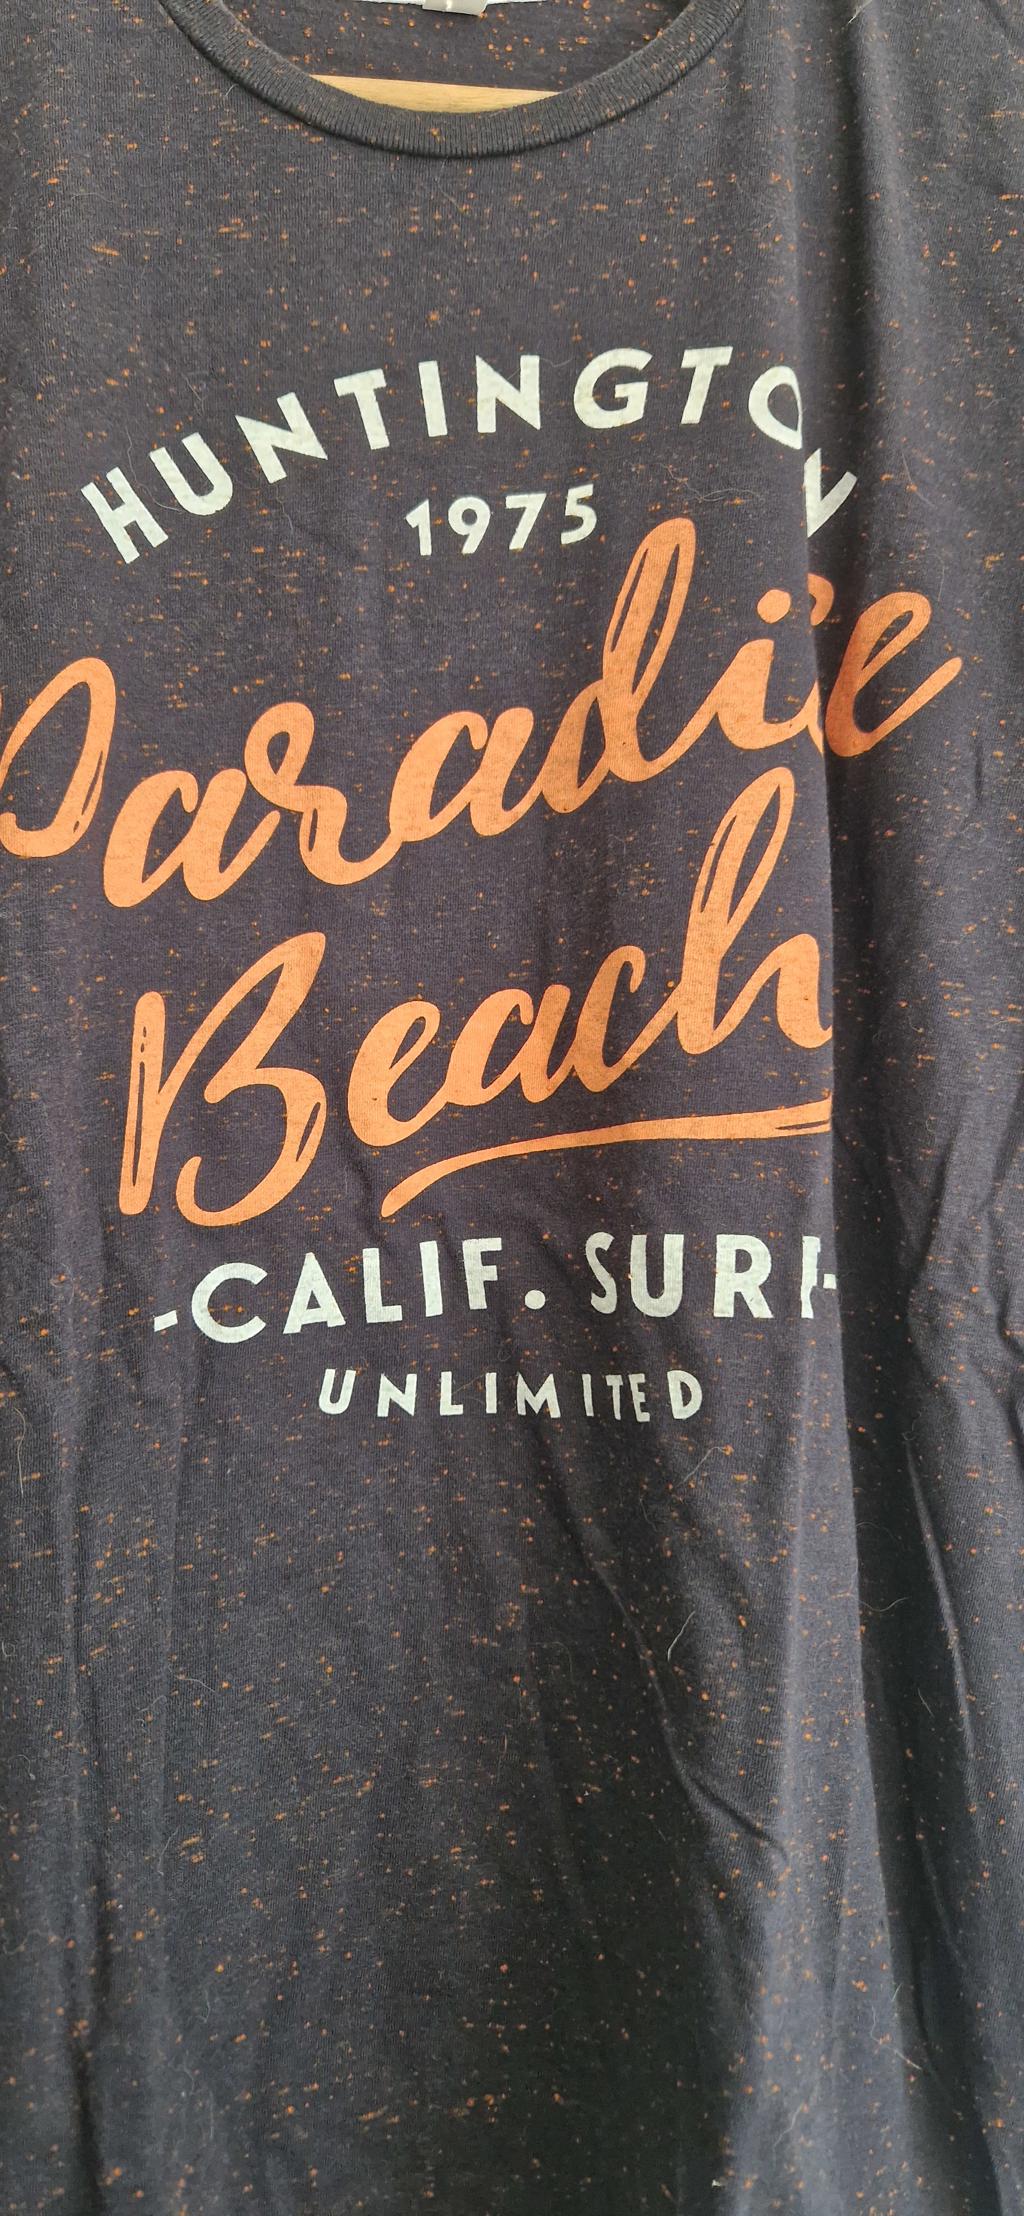 HUNTINGTON
1975
Paradise
Beach
-CALIF. SURF-
UNLIMITED